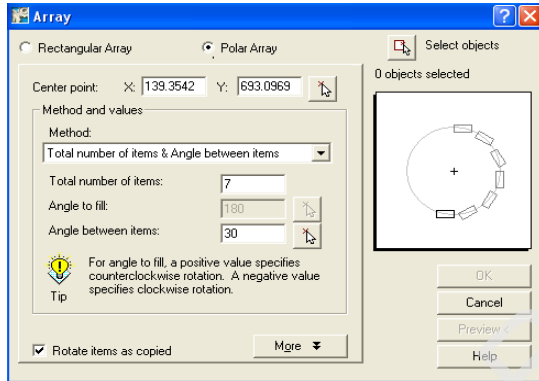 Array
Rectangular Array Polar Array Select objects
0 objects selected
Center point: X: 139.3542 Y: 693.0969
Method and values
Method:
Total number of items & Angle between items
Total number of items: 7
Angle to fill: 180
Angle between items: 30
For angle to fill, a positive value specifies
counterclockwise rotation. A negative value
specifies clockwise rotation.
Tip
OK
Cancel
Preview <
Help
Rotate items as copied More